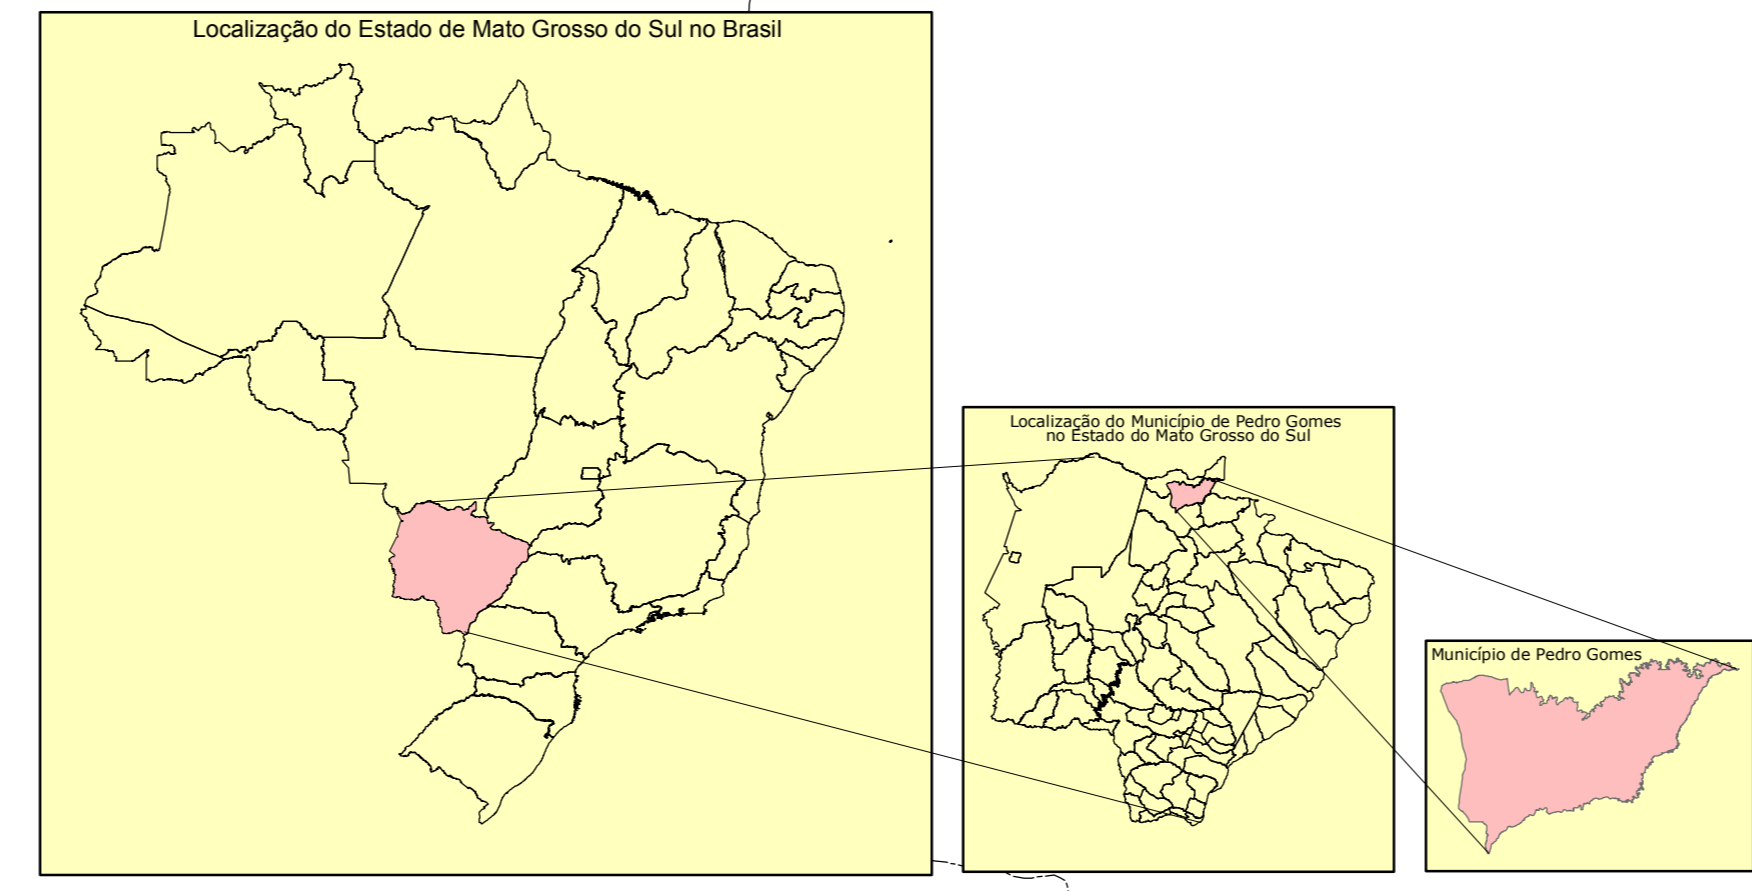 Localização do Estado de Mato Grosso do Sul no Brasil
Localização do Município de Pedro Gomes
no Estado do Mato Grosso do Sul
Município de Pedro Gomes